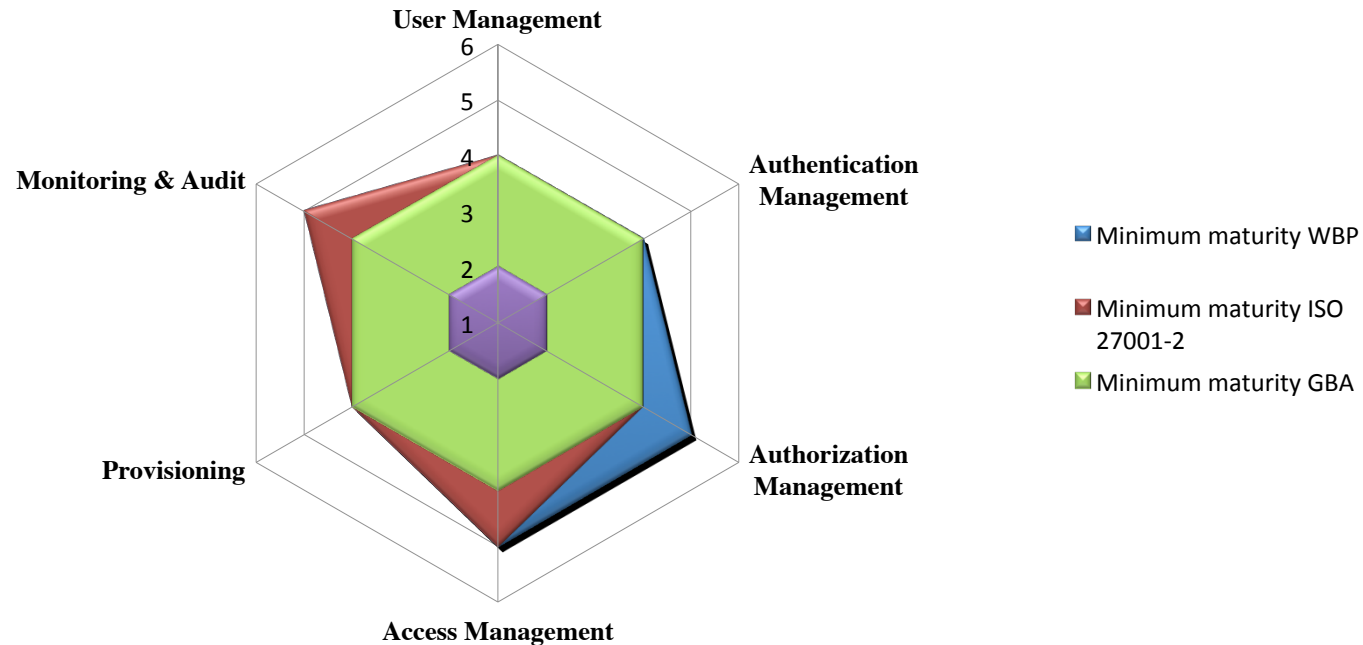 User Management
6
5
4
3
2
1
Authentication
Management
Authorization
Management
Access Management
Provisioning
Monitoring & Audit
Minimum maturity WBP
Minimum maturity ISO
27001-2
Minimum maturity GBA